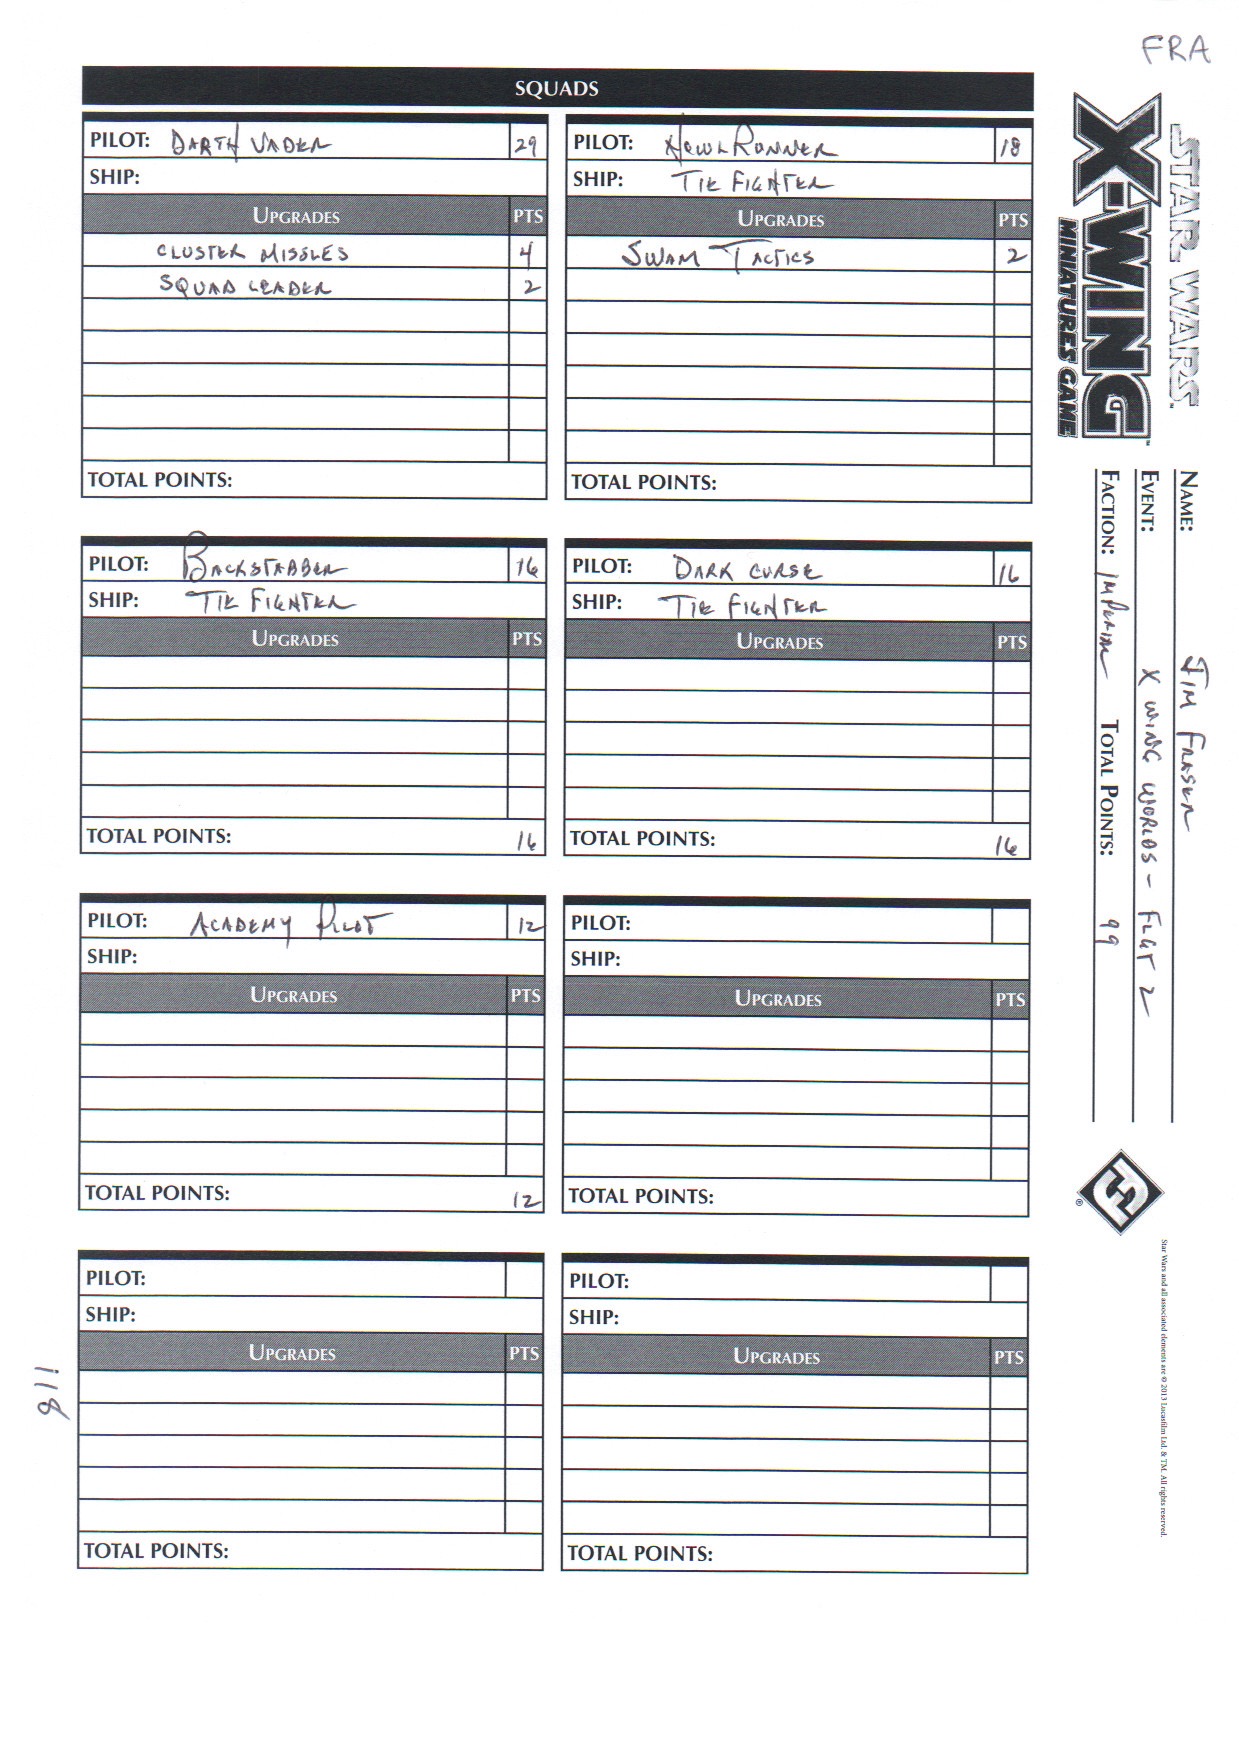 FRA
SQUADS
PILOT: DARTH VADER 29
SHIP:
UPGRADES PTS
CLUSTER MISSLES 4
SQUAD LEADER 2
TOTAL POINTS:
PILOT: HOWLRUNNER 18
SHIP: TIE FIGHTER
UPGRADES PTS
SWAM TACTICS 2
TOTAL POINTS:
PILOT: BACKSTABBER 16
SHIP: TIE FIGHTER
UPGRADES PTS
TOTAL POINTS: 16
PILOT: DARK CURSE 16
SHIP: TIE FIGHTER
UPGRADES PTS
TOTAL POINTS: 16
PILOT: ACADEMY PILOT 12
SHIP:
UPGRADES PTS
TOTAL POINTS: 12
PILOT:
SHIP:
UPGRADES PTS
TOTAL POINTS:
PILOT:
SHIP:
UPGRADES PTS
TOTAL POINTS:
PILOT:
SHIP:
UPGRADES PTS
TOTAL POINTS:
STAR WARS™
X-WING™
MINIATURES GAME
NAME: JIM FRASER
EVENT: X WING WORLDS - FLGT 2
FACTION: IMPERIAL TOTAL POINTS: 99
®
Star Wars and all associated elements are © 2013 Lucasfilm Ltd. & TM. All rights reserved.
118